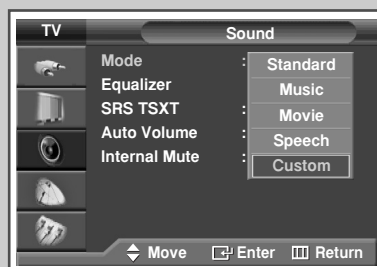 TV Sound
Mode : Standard
Equalizer Music
SRS TSXT : Movie
Auto Volume : Speech
Internal Mute : Custom
Move Enter Return